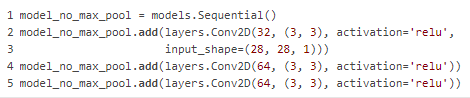 1 model_no_max_pool = models.Sequential()
2 model_no_max_pool.add(layers.Conv2D(32, (3, 3), activation='relu',
3                       input_shape=(28, 28, 1)))
4 model_no_max_pool.add(layers.Conv2D(64, (3, 3), activation='relu'))
5 model_no_max_pool.add(layers.Conv2D(64, (3, 3), activation='relu'))